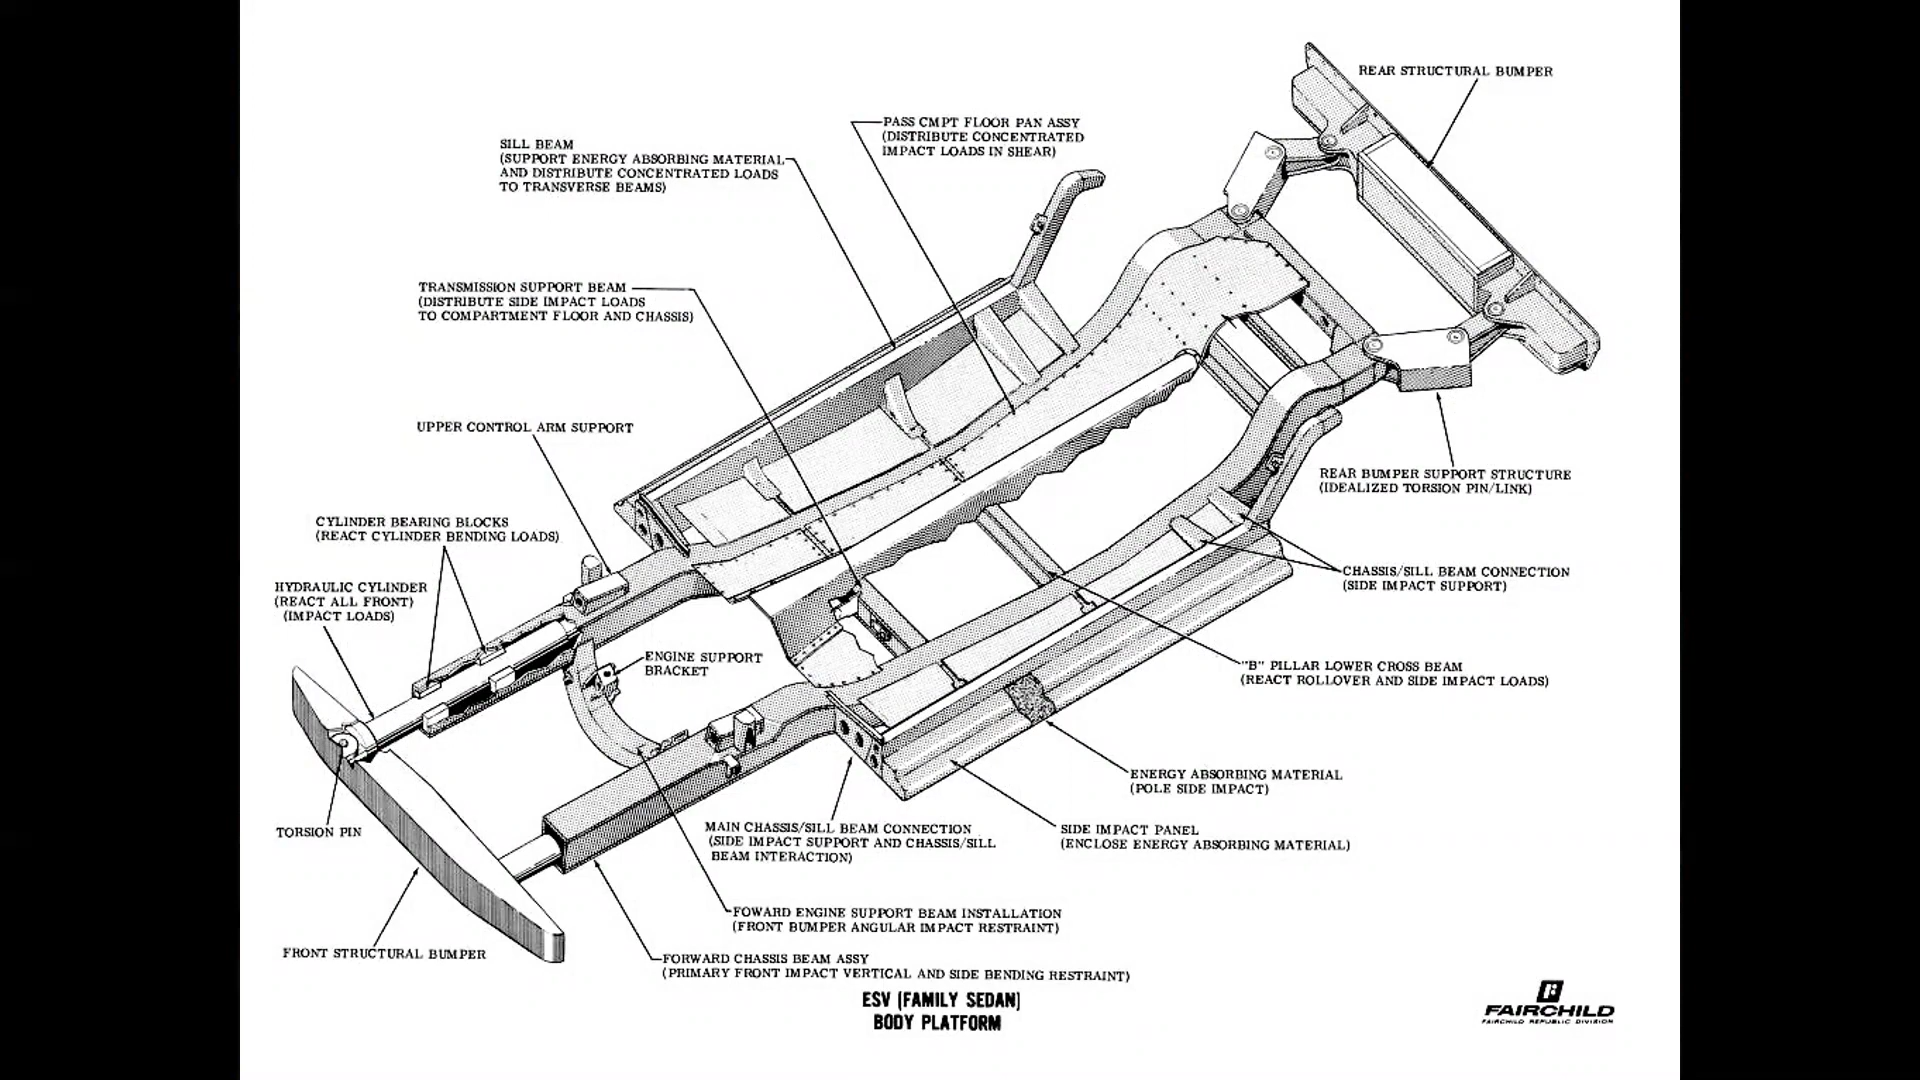 REAR STRUCTURAL BUMPER
PASS CMPT FLOOR PAN ASSY
(DISTRIBUTE CONCENTRATED
IMPACT LOADS IN SHEAR)
SILL BEAM
(SUPPORT ENERGY ABSORBING MATERIAL
AND DISTRIBUTE CONCENTRATED LOADS
TO TRANSVERSE BEAMS)
TRANSMISSION SUPPORT BEAM
(DISTRIBUTE SIDE IMPACT LOADS
TO COMPARTMENT FLOOR AND CHASSIS)
UPPER CONTROL ARM SUPPORT
REAR BUMPER SUPPORT STRUCTURE
(IDEALIZED TORSION PIN/LINK)
CYLINDER BEARING BLOCKS
(REACT CYLINDER BENDING LOADS)
CHASSIS/SILL BEAM CONNECTION
(SIDE IMPACT SUPPORT)
HYDRAULIC CYLINDER
(REACT ALL FRONT)
(IMPACT LOADS)
ENGINE SUPPORT
BRACKET
"B" PILLAR LOWER CROSS BEAM
(REACT ROLLOVER AND SIDE IMPACT LOADS)
ENERGY ABSORBING MATERIAL
(POLE SIDE IMPACT)
TORSION PIN
MAIN CHASSIS/SILL BEAM CONNECTION
(SIDE IMPACT SUPPORT AND CHASSIS/SILL
BEAM INTERACTION)
SIDE IMPACT PANEL
(ENCLOSE ENERGY ABSORBING MATERIAL)
FOWARD ENGINE SUPPORT BEAM INSTALLATION
(FRONT BUMPER ANGULAR IMPACT RESTRAINT)
FRONT STRUCTURAL BUMPER
FORWARD CHASSIS BEAM ASSY
(PRIMARY FRONT IMPACT VERTICAL AND SIDE BENDING RESTRAINT)
ESV (FAMILY SEDAN)
BODY PLATFORM
FAIRCHILD
FAIRCHILD REPUBLIC DIVISION